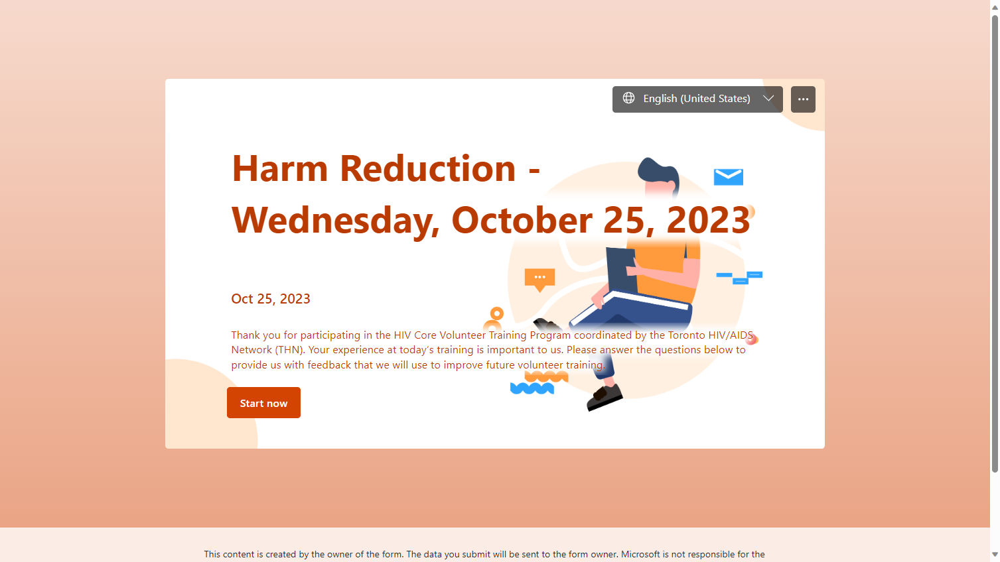 English (United States)
Harm Reduction -
Wednesday, October 25, 2023
Oct 25, 2023
Thank you for participating in the HIV Core Volunteer Training Program coordinated by the Toronto HIV/AIDS
Network (THN). Your experience at today's training is important to us. Please answer the questions below to
provide us with feedback that we will use to improve future volunteer training.
Start now
This content is created by the owner of the form. The data you submit will be sent to the form owner. Microsoft is not responsible for the